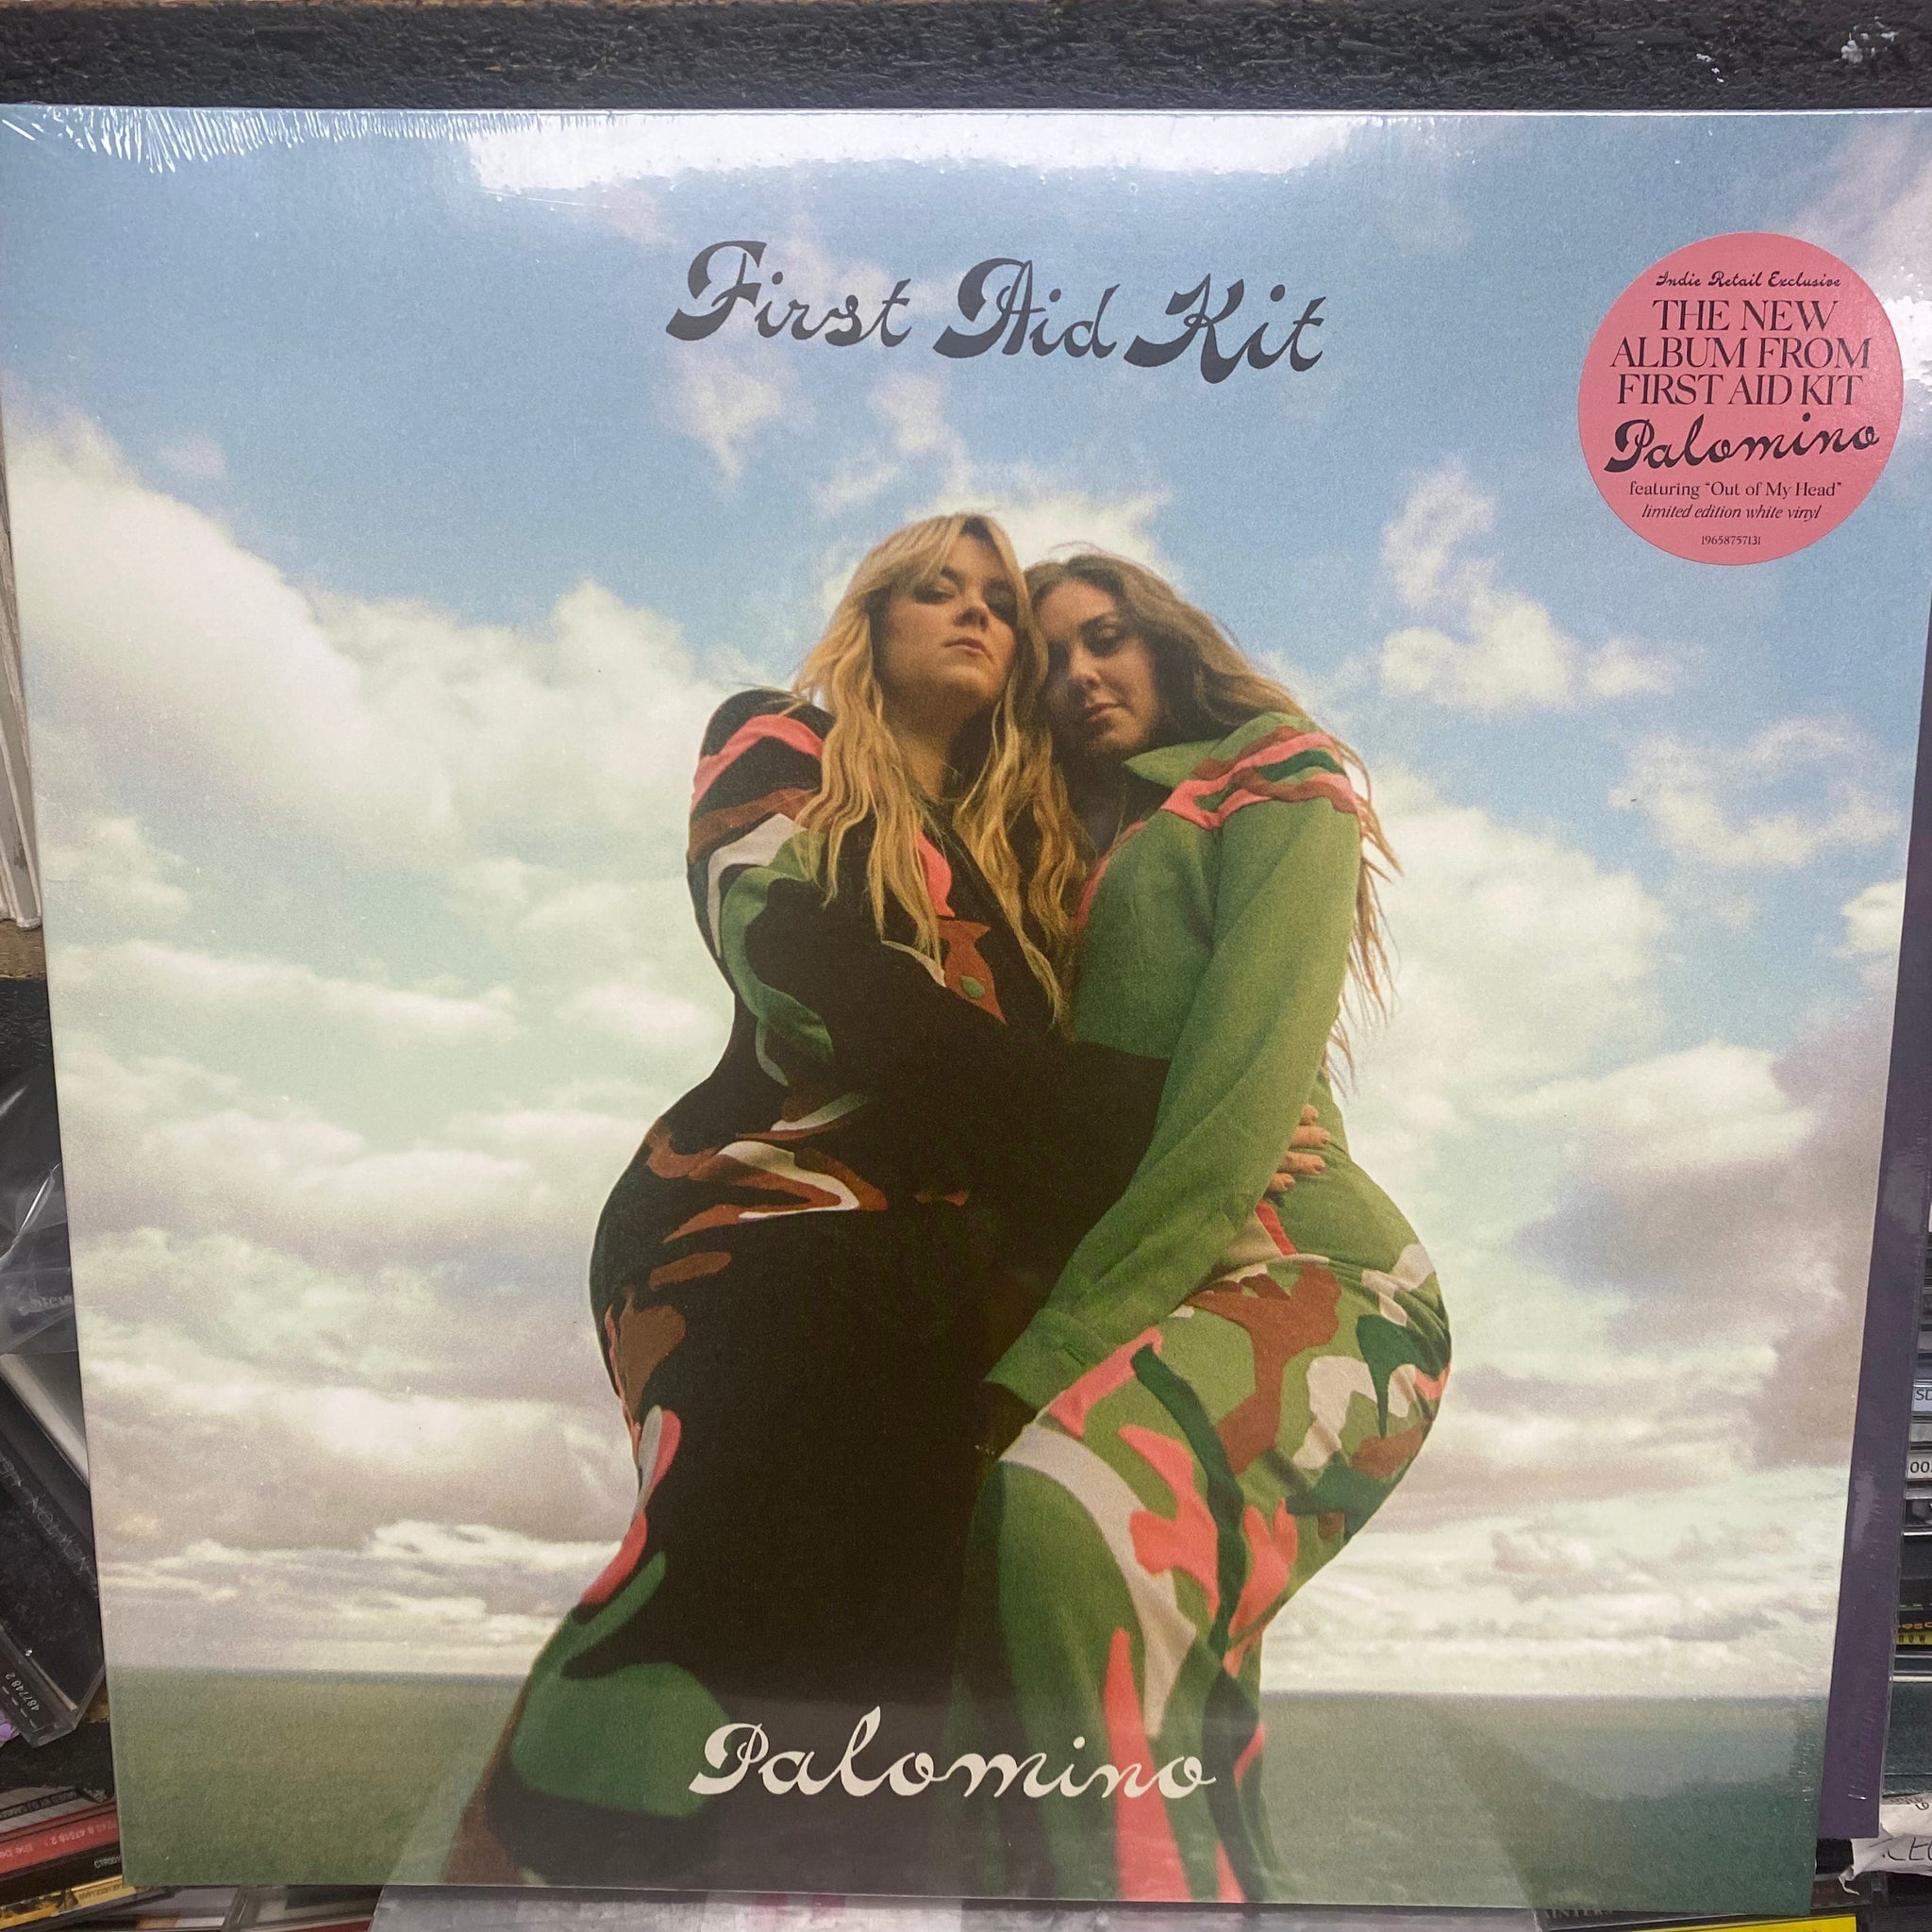 First Aid Kit
Indie Retail Exclusive
THE NEW
ALBUM FROM
FIRST AID KIT
Palomino
featuring "Out of My Head"
limited edition white vinyl
19658757131
Palomino